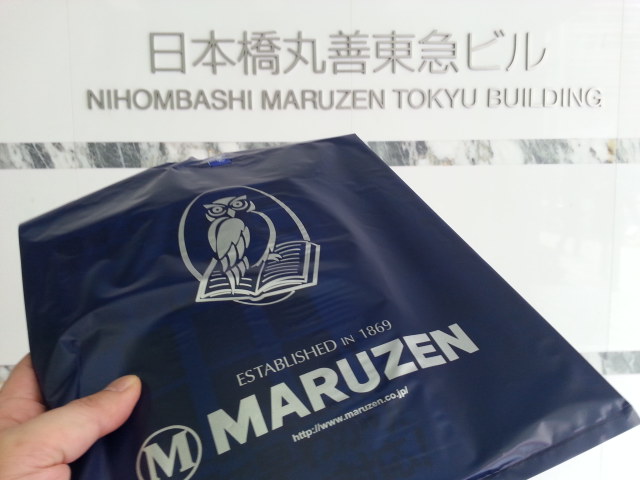 日本橋丸善東急ビル
NIHOMBASHI MARUZEN TOKYU BUILDING
ESTABLISHED IN 1869
M MARUZEN
http://www.maruzen.co.jp/